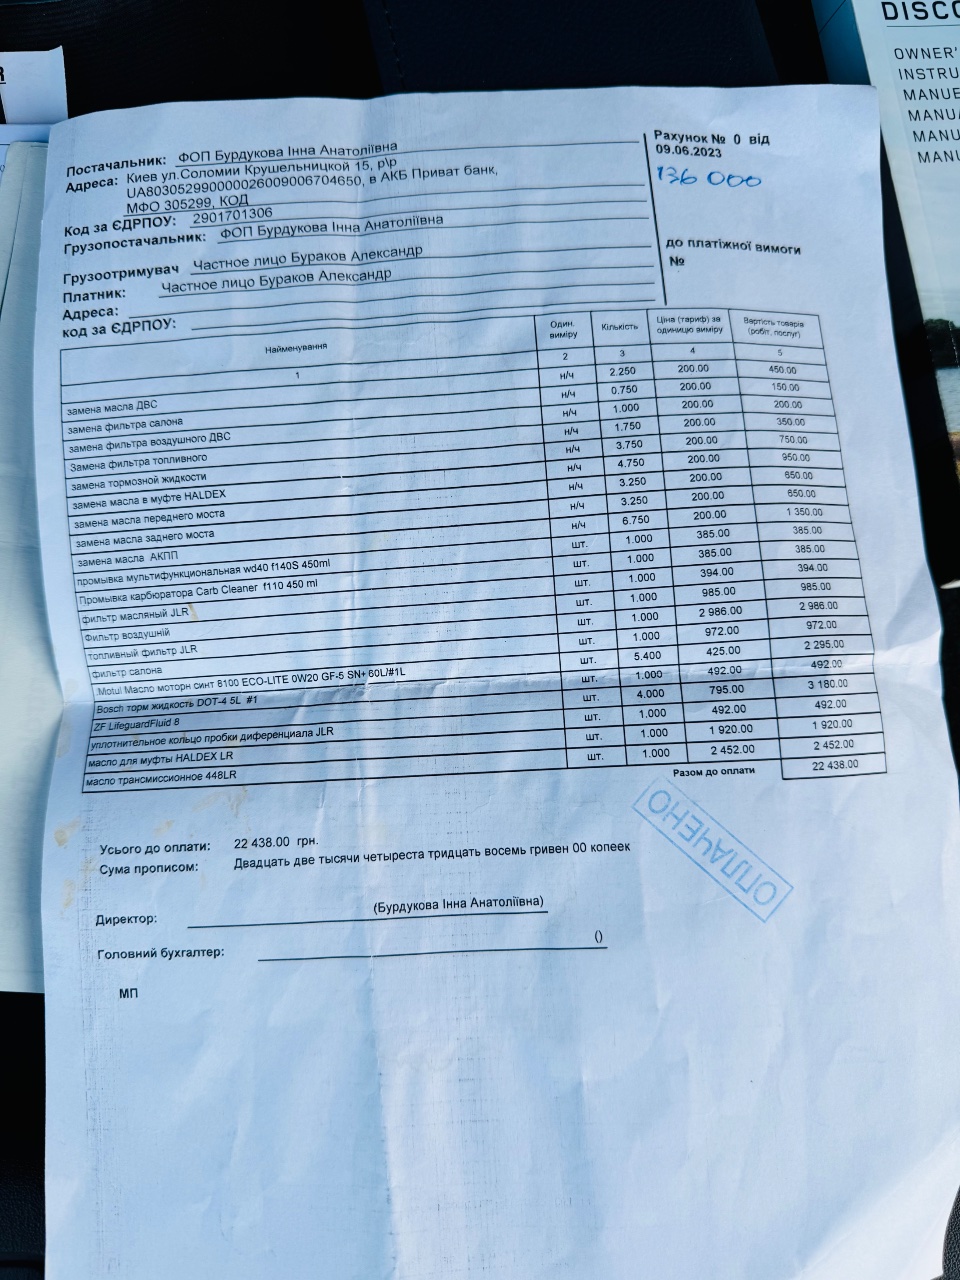 R
DISCO
OWNER'
INSTRU
MANUE
MANUA
MANU
MANU
Постачальник: ФОП Бурдукова Інна Анатоліївна
Адреса: Киев ул.Соломии Крушельницкой 15, р\р
UA803052990000026009006704650, в АКБ Приват банк,
МФО 305299, КОД
Код за ЄДРПОУ: 2901701306
Грузопостачальник: ФОП Бурдукова Інна Анатоліївна
Грузоотримувач Частное лицо Бураков Александр
Платник: Частное лицо Бураков Александр
Адреса:
код за ЄДРПОУ:
Рахунок № 0 від
09.06.2023
136 000
до платіжної вимоги
№
Найменування Один. виміру Кількість Ціна (тариф) за одиницю виміру Вартість товарів (робіт, послуг)
1 2 3 4 5
замена масла ДВС н/ч 2.250 200.00 450.00
замена фильтра салона н/ч 0.750 200.00 150.00
замена фильтра воздушного ДВС н/ч 1.000 200.00 200.00
Замена фильтра топливного н/ч 1.750 200.00 350.00
замена тормозной жидкости н/ч 3.750 200.00 750.00
замена масла в муфте HALDEX н/ч 4.750 200.00 950.00
замена масла переднего моста н/ч 3.250 200.00 650.00
замена масла заднего моста н/ч 3.250 200.00 650.00
замена масла АКПП н/ч 6.750 200.00 1 350.00
промывка мультифункциональная wd40 f140S 450ml шт. 1.000 385.00 385.00
Промывка карбюратора Carb Cleaner f110 450 ml шт. 1.000 385.00 385.00
фильтр масляный JLR шт. 1.000 394.00 394.00
Фильтр воздушній шт. 1.000 985.00 985.00
топливный фильтр JLR шт. 1.000 2 986.00 2 986.00
фильтр салона шт. 1.000 972.00 972.00
Motul Масло моторн синт 8100 ECO-LITE 0W20 GF-5 SN+ 60L/#1L шт. 5.400 425.00 2 295.00
Bosch торм жидкость DOT-4 5L #1 шт. 1.000 492.00 492.00
ZF LifeguardFluid 8 шт. 4.000 795.00 3 180.00
уплотнительное кольцо пробки диференциала JLR шт. 1.000 492.00 492.00
масло для муфты HALDEX LR шт. 1.000 1 920.00 1 920.00
масло трансмиссионное 448LR шт. 1.000 2 452.00 2 452.00
Разом до оплати 22 438.00
ОПЛАЧЕНО
Усього до оплати: 22 438.00 грн.
Сума прописом: Двадцать две тысячи четыреста тридцать восемь гривен 00 копеек
Директор: (Бурдукова Інна Анатоліївна)
Головний бухгалтер: ()
МП